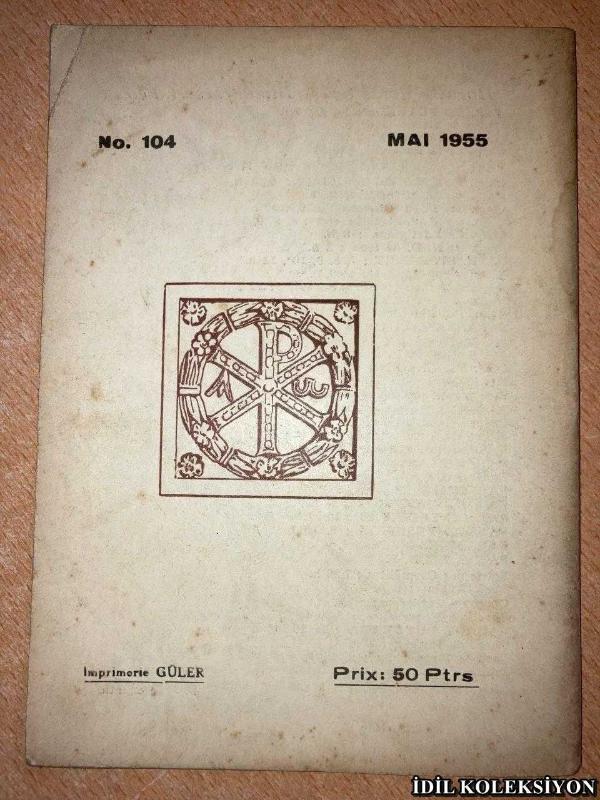 No. 104
MAI 1955
Ρ
Α ω
Imprimerie GÜLER
Prix: 50 Ptrs
İDİL KOLEKSİYON